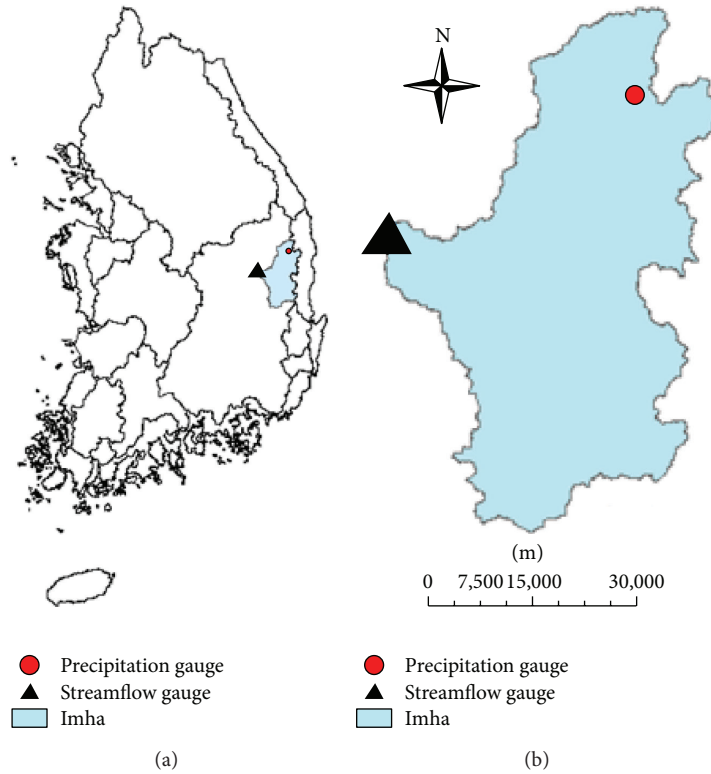 N
(m)
0 7,500 15,000 30,000
Precipitation gauge
Streamflow gauge
Imha
(a)
Precipitation gauge
Streamflow gauge
Imha
(b)